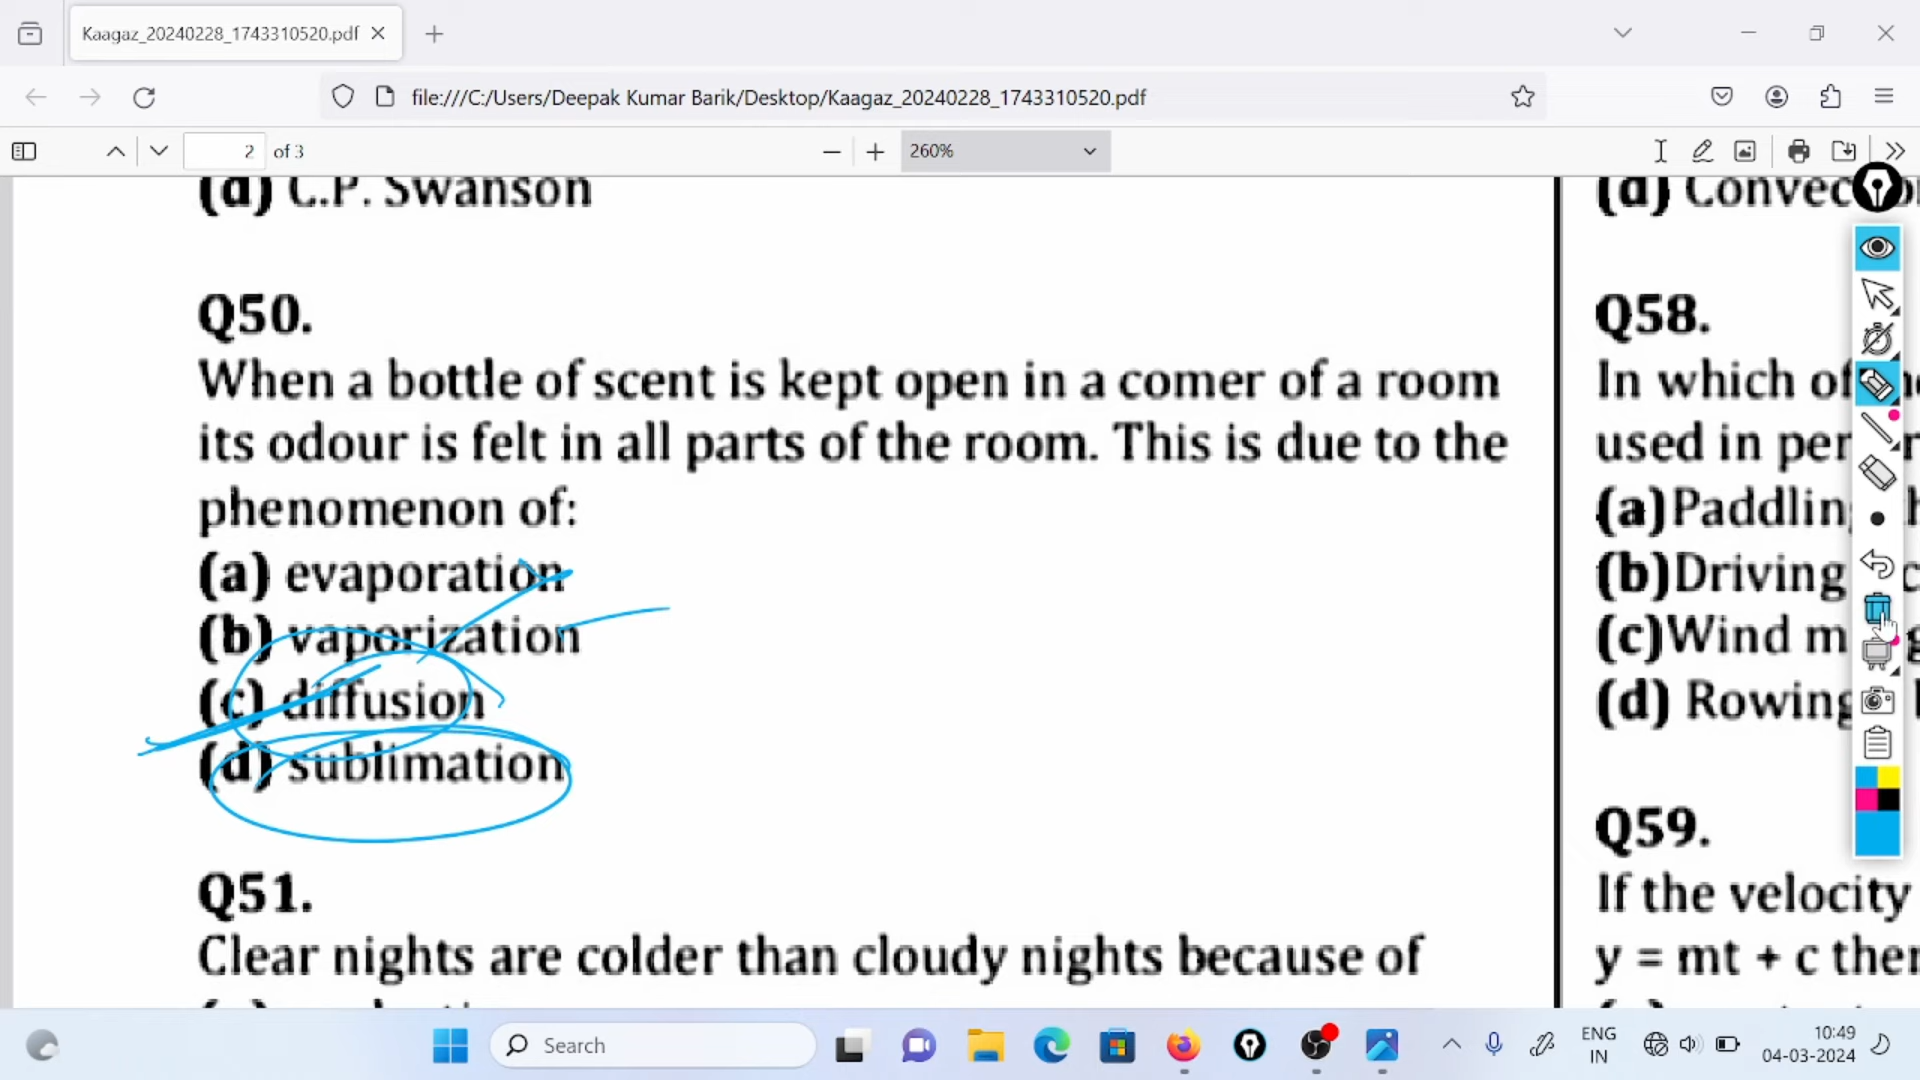 Kaagaz_20240228_1743310520.pdf
file:///C:/Users/Deepak Kumar Barik/Desktop/Kaagaz_20240228_1743310520.pdf
2 of 3
260%
(d) C.P. Swanson
Q50.
When a bottle of scent is kept open in a comer of a room
its odour is felt in all parts of the room. This is due to the
phenomenon of:
(a) evaporation
(b) vaporization
(c) diffusion
(d) sublimation
Q51.
Clear nights are colder than cloudy nights because of
(d) Convec
Q58.
In which of
used in per
(a)Paddlin
(b)Driving
(c)Wind m
(d) Rowing
Q59.
If the velocity
y = mt + c then
Search
ENG
IN
10:49
04-03-2024